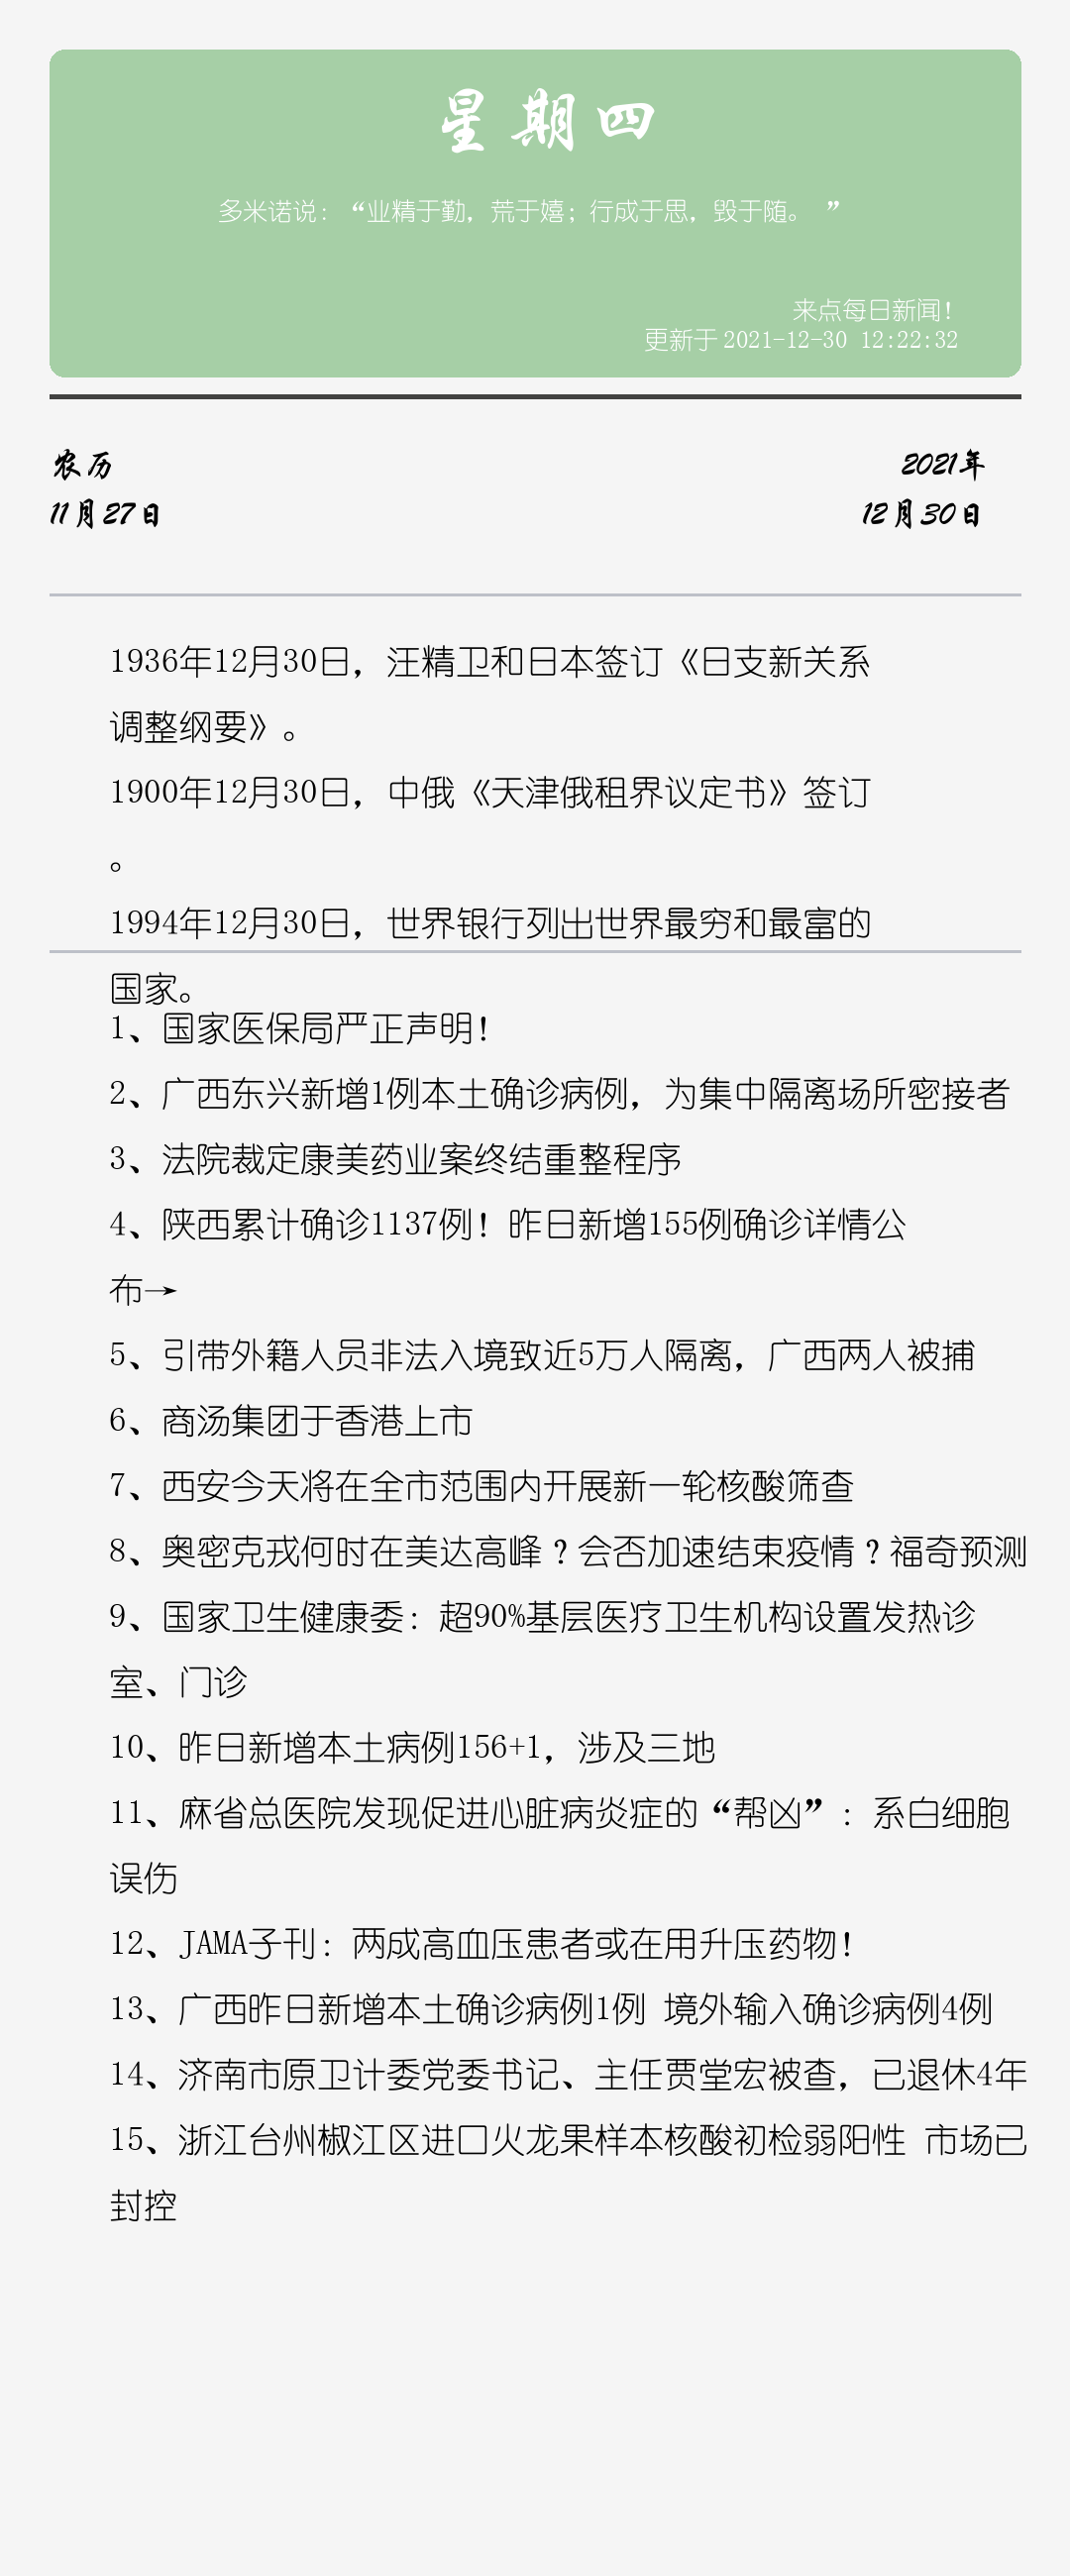 星期四
多米诺说：“业精于勤，荒于嬉；行成于思，毁于随。 ”
来点每日新闻！
更新于 2021-12-30 12:22:32
农历
2021年
11月27日
12月30日
1936年12月30日，汪精卫和日本签订《日支新关系
调整纲要》。
1900年12月30日，中俄《天津俄租界议定书》签订
。
1994年12月30日，世界银行列出世界最穷和最富的
国家。
1、国家医保局严正声明！
2、广西东兴新增1例本土确诊病例，为集中隔离场所密接者
3、法院裁定康美药业案终结重整程序
4、陕西累计确诊1137例！昨日新增155例确诊详情公
布→
5、引带外籍人员非法入境致近5万人隔离，广西两人被捕
6、商汤集团于香港上市
7、西安今天将在全市范围内开展新一轮核酸筛查
8、奥密克戎何时在美达高峰？会否加速结束疫情？福奇预测
9、国家卫生健康委：超90%基层医疗卫生机构设置发热诊
室、门诊
10、昨日新增本土病例156+1，涉及三地
11、麻省总医院发现促进心脏病炎症的“帮凶”：系白细胞
误伤
12、JAMA子刊：两成高血压患者或在用升压药物！
13、广西昨日新增本土确诊病例1例 境外输入确诊病例4例
14、济南市原卫计委党委书记、主任贾堂宏被查，已退休4年
15、浙江台州椒江区进口火龙果样本核酸初检弱阳性 市场已
封控